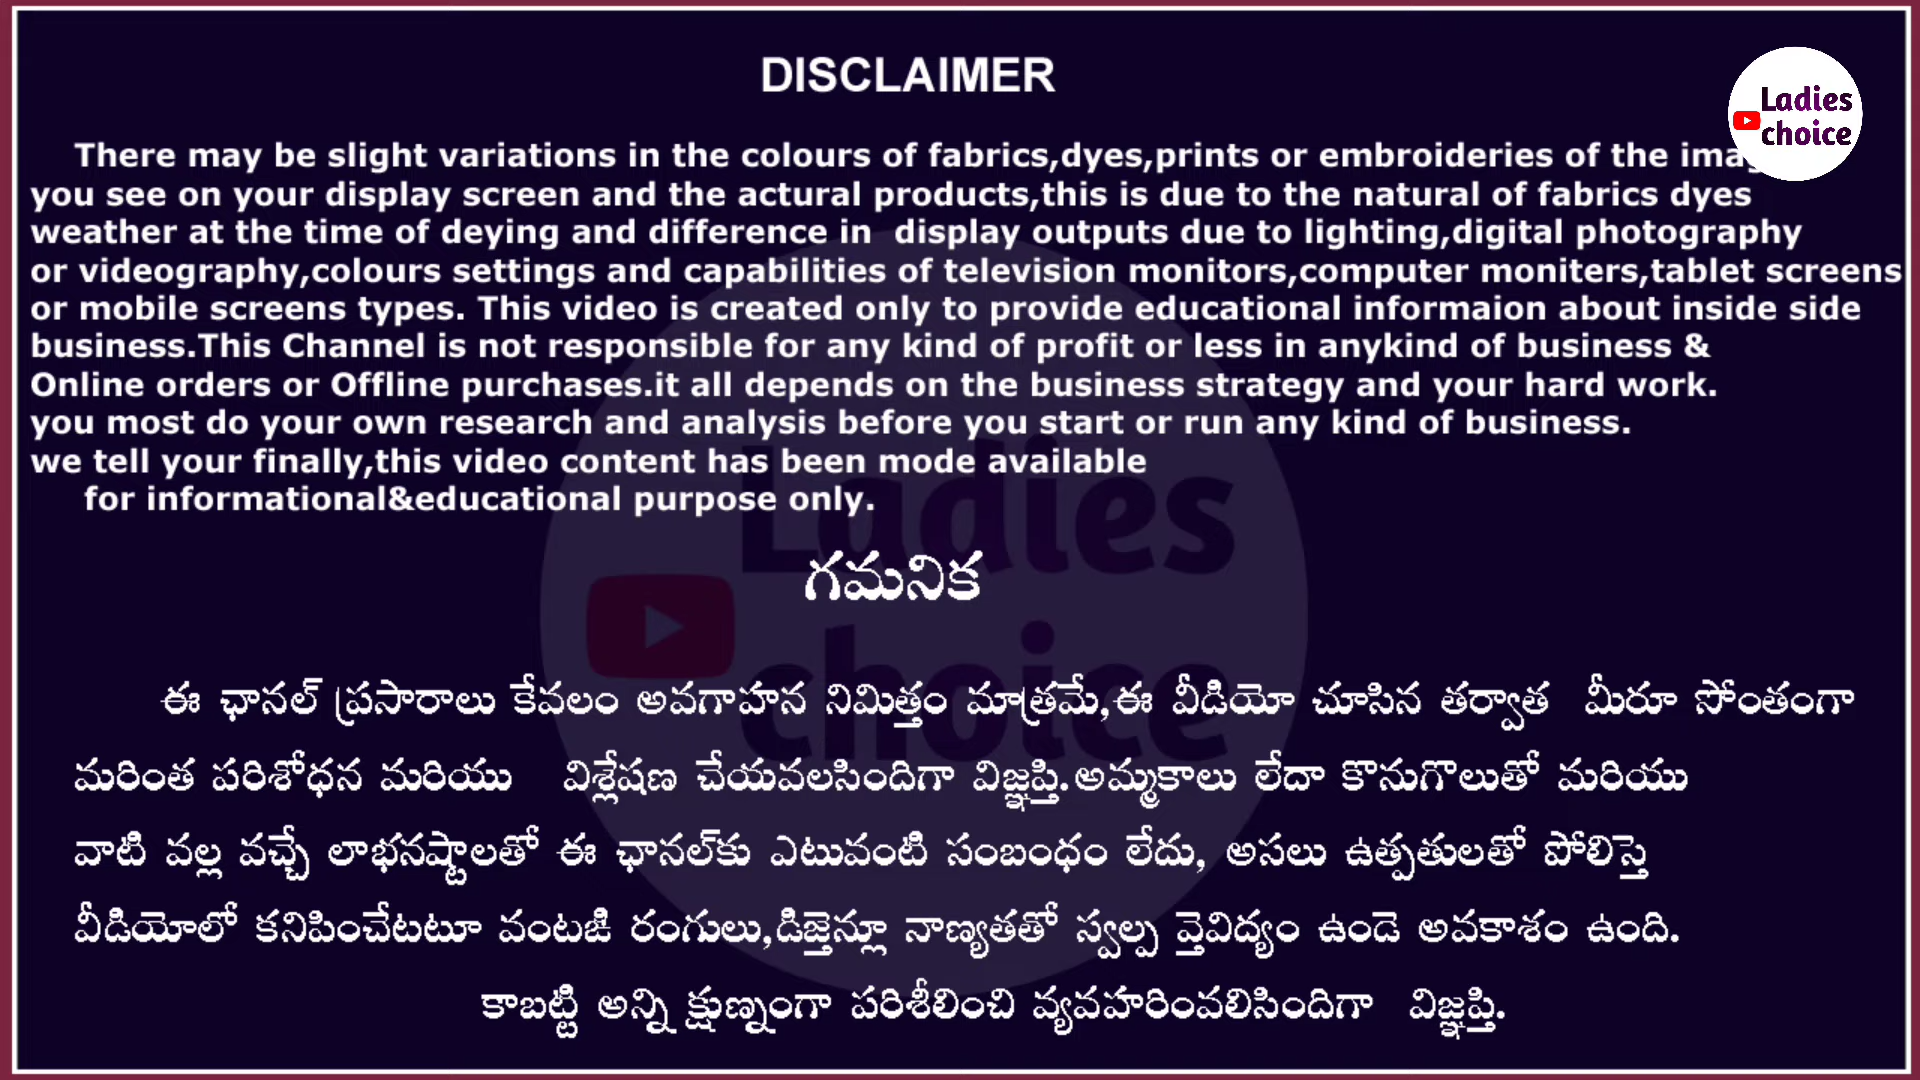 DISCLAIMER
Ladies
choice
There may be slight variations in the colours of fabrics,dyes,prints or embroideries of the
you see on your display screen and the actural products,this is due to the natural of fabrics dyes
weather at the time of deying and difference in display outputs due to lighting,digital photography
or videography,colours settings and capabilities of television monitors,computer moniters,tablet screens
or mobile screens types. This video is created only to provide educational informaion about inside side
business.This Channel is not responsible for any kind of profit or less in anykind of business &
Online orders or Offline purchases.it all depends on the business strategy and your hard work.
you most do your own research and analysis before you start or run any kind of business.
we tell your finally,this video content has been mode available
for informational&educational purpose only.
Ladies
choice
గమనిక
ఈ ఛానల్ ప్రసారాలు కేవలం అవగాహన నిమిత్తం మాత్రమే,ఈ వీడియో చూసిన తర్వాత మీరూ సోంతంగా
మరింత పరిశోధన మరియు విశ్లేషణ చేయవలసిందిగా విజ్ఞప్తి.అమ్మకాలు లేదా కొనుగొలుతో మరియు
వాటి వల్ల వచ్చే లాభనష్టాలతో ఈ ఛానల్‌కు ఎటువంటి సంబంధం లేదు, అసలు ఉత్పతులతో పోలిస్తె
వీడియోలో కనిపించేటటూ వంటఙి రంగులు,డిజైన్లూ నాణ్యతతో స్వల్ప వైవిద్యం ఉండె అవకాశం ఉంది.
కాబట్టి అన్ని క్షుణ్నంగా పరిశీలించి వ్యవహరింవలిసిందిగా విజ్ఞప్తి.